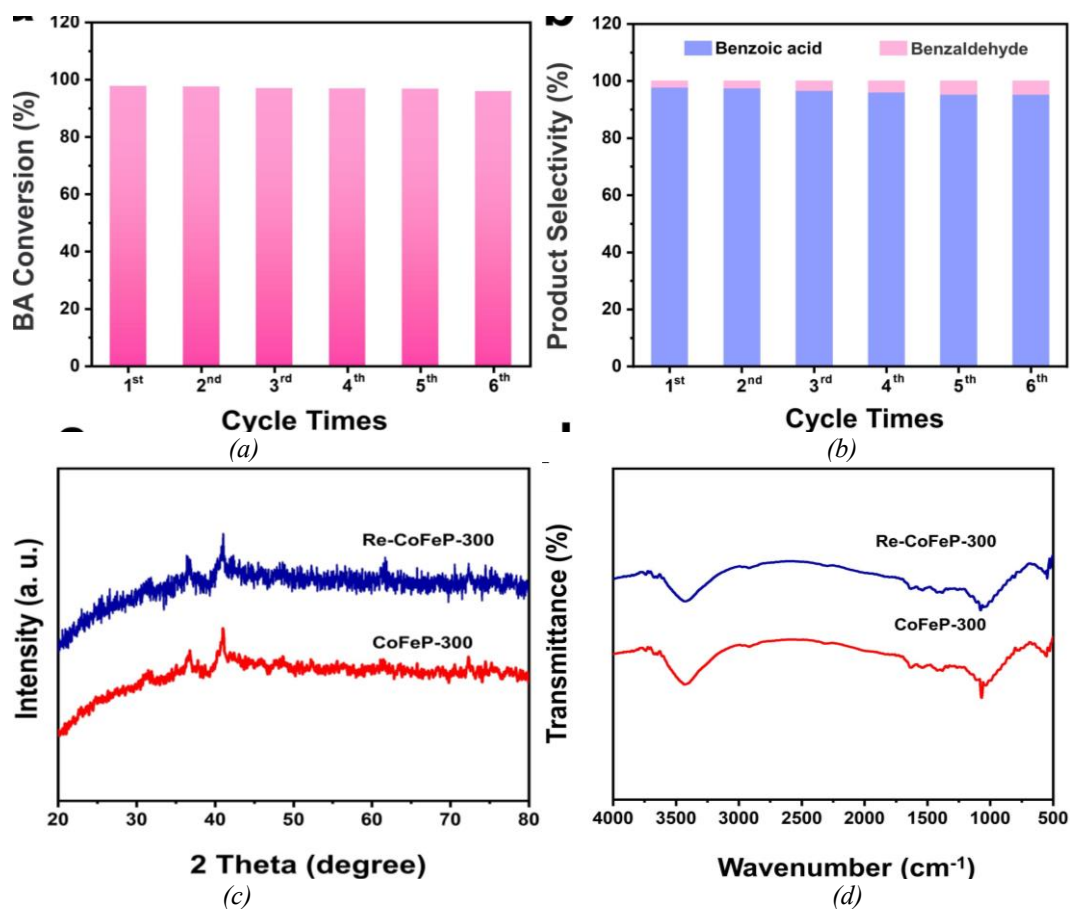 a
120
100
80
60
40
20
0
BA Conversion (%)
1st 2nd 3rd 4th 5th 6th
Cycle Times
(a)
b
120
100
80
60
40
20
0
Product Selectivity (%)
Benzoic acid Benzaldehyde
1st 2nd 3rd 4th 5th 6th
Cycle Times
(b)
Intensity (a. u.)
Re-CoFeP-300
CoFeP-300
20 30 40 50 60 70 80
2 Theta (degree)
(c)
Transmittance (%)
Re-CoFeP-300
CoFeP-300
4000 3500 3000 2500 2000 1500 1000 500
Wavenumber (cm-1)
(d)